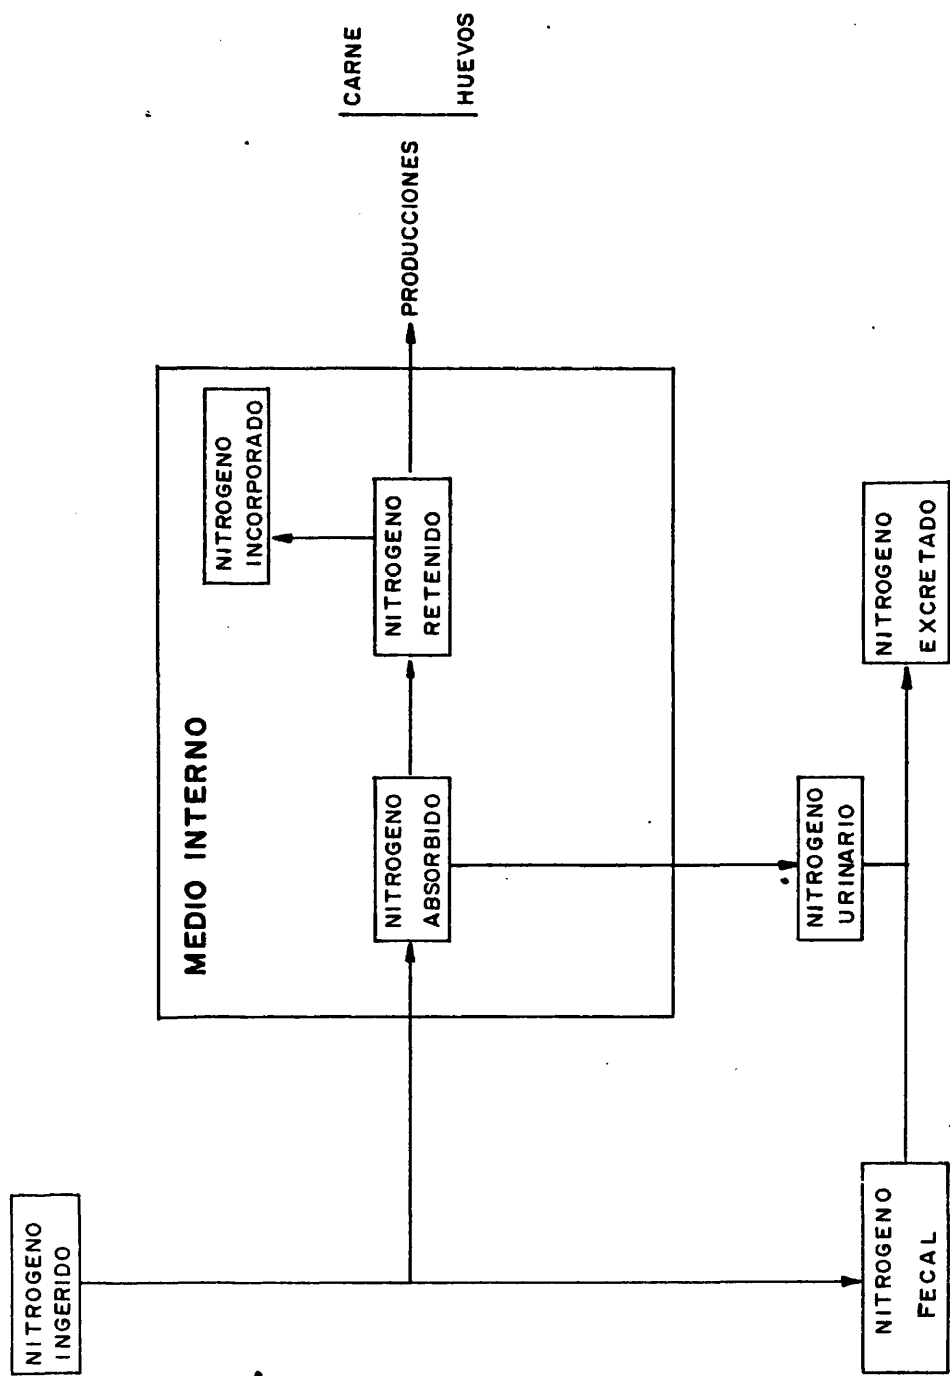 NITROGENO
INGERIDO
MEDIO INTERNO
NITROGENO
INCORPORADO
NITROGENO
ABSORBIDO
NITROGENO
RETENIDO
PRODUCCIONES
CARNE
HUEVOS
NITROGENO
URINARIO
NITROGENO
FECAL
NITROGENO
EXCRETADO